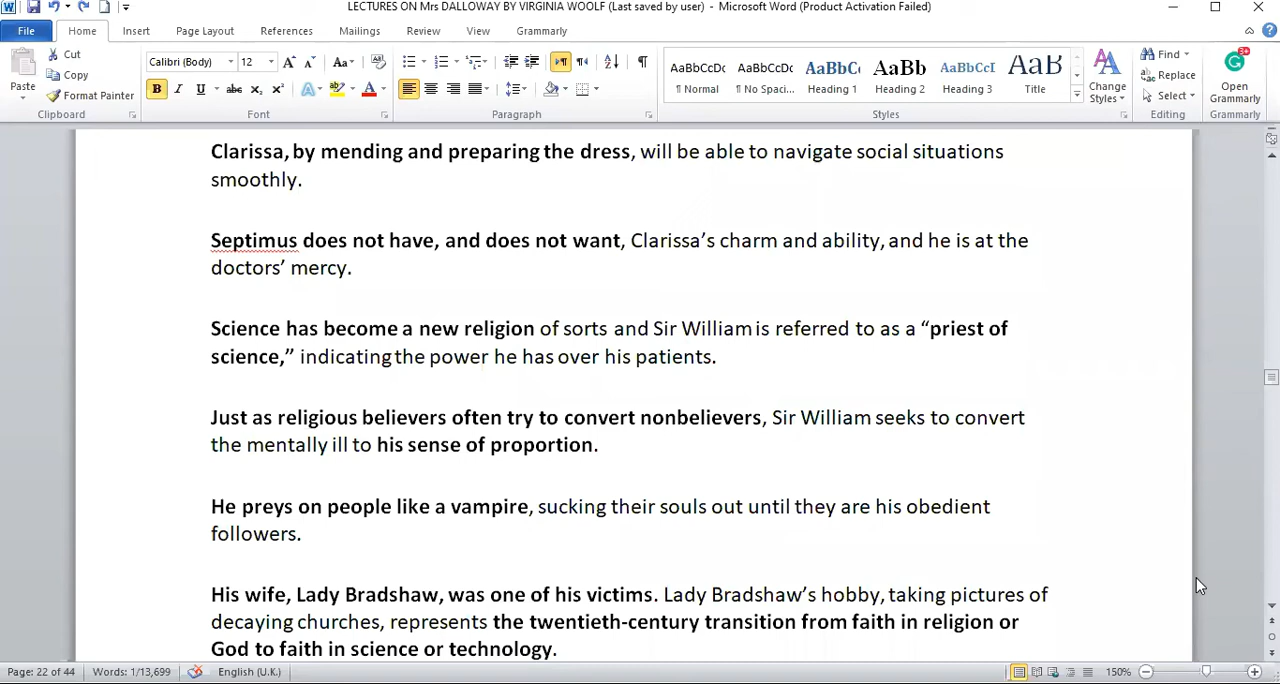 LECTURES ON Mrs DALLOWAY BY VIRGINIA WOOLF (Last saved by user) - Microsoft Word (Product Activation Failed)
File Home Insert Page Layout References Mailings Review View Grammarly
Cut
Copy
Format Painter
Paste
Clipboard
Calibri (Body) 12
Font
Paragraph
AaBbCcDc AaBbCcDc AaBbC AaBb AaBbCcI AaB
¶ Normal ¶ No Spaci... Heading 1 Heading 2 Heading 3 Title
Change Styles
Styles
Find
Replace
Select
Editing
Open Grammarly
Grammarly
Clarissa, by mending and preparing the dress, will be able to navigate social situations
smoothly.
Septimus does not have, and does not want, Clarissa’s charm and ability, and he is at the
doctors’ mercy.
Science has become a new religion of sorts and Sir William is referred to as a “priest of
science,” indicating the power he has over his patients.
Just as religious believers often try to convert nonbelievers, Sir William seeks to convert
the mentally ill to his sense of proportion.
He preys on people like a vampire, sucking their souls out until they are his obedient
followers.
His wife, Lady Bradshaw, was one of his victims. Lady Bradshaw’s hobby, taking pictures of
decaying churches, represents the twentieth-century transition from faith in religion or
God to faith in science or technology.
Page: 22 of 44 Words: 1/13,699 English (U.K.) 150%